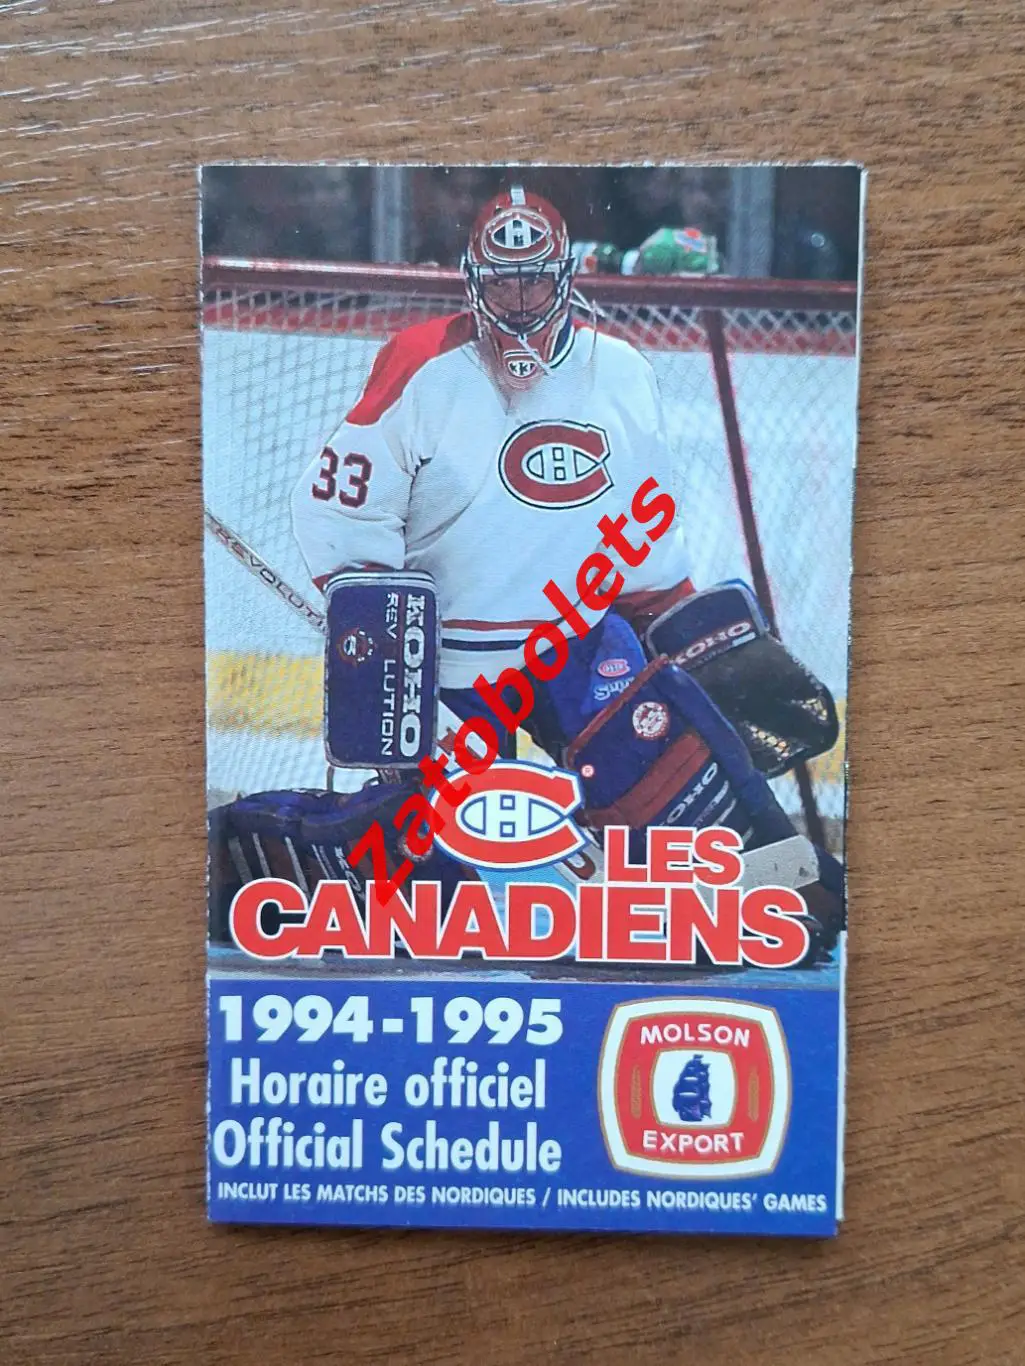 33
REVOLUTI
KOHO
REV LUTION
KOHO
Zatobolets
LES
CANADIENS
1994-1995
Horaire officiel
Official Schedule
MOLSON
EXPORT
INCLUT LES MATCHS DES NORDIQUES / INCLUDES NORDIQUES' GAMES